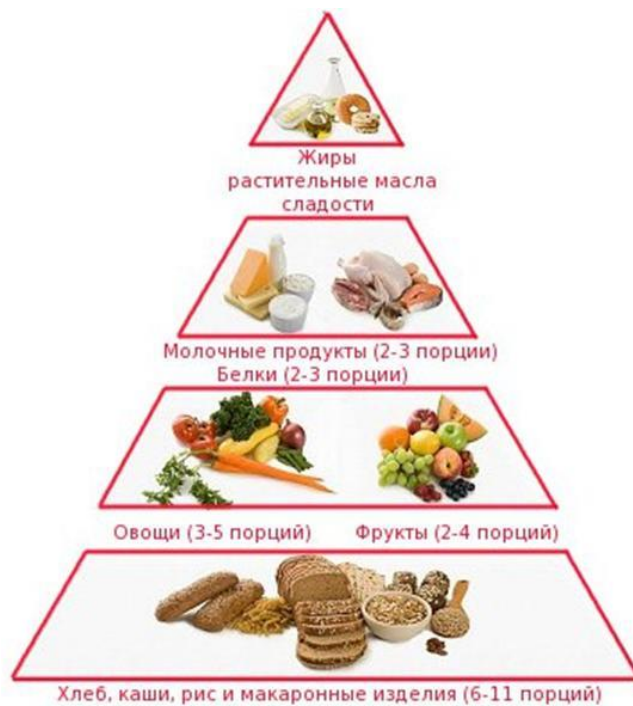 Жиры
растительные масла
сладости
Молочные продукты (2-3 порции)
Белки (2-3 порции)
Овощи (3-5 порций)
Фрукты (2-4 порций)
Хлеб, каши, рис и макаронные изделия (6-11 порций)